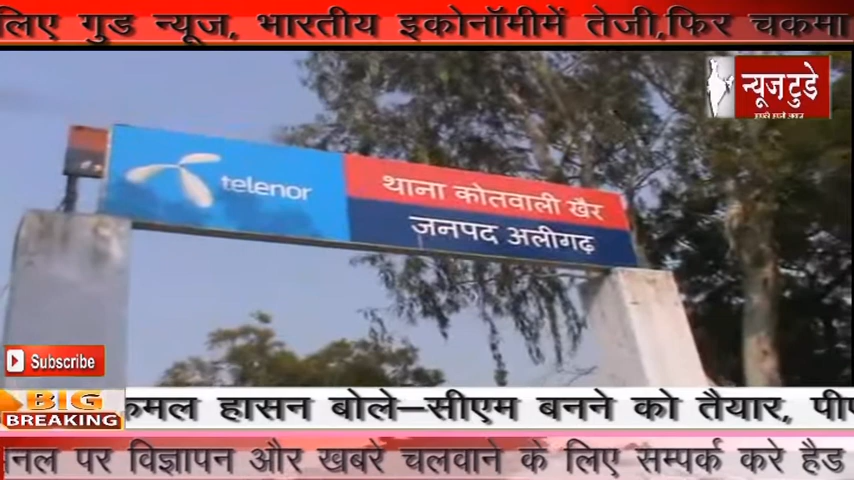 लिए गुड न्यूज, भारतीय इकोनॉमीमें तेजी,फिर चकमा
न्यूज टुडे
telenor
थाना कोतवाली खैर
जनपद अलीगढ़
Subscribe
BIG
BREAKING
कमल हासन बोले–सीएम बनने को तैयार, पी
नल पर विज्ञापन और खबरे चलवाने के लिए सम्पर्क करे हैड